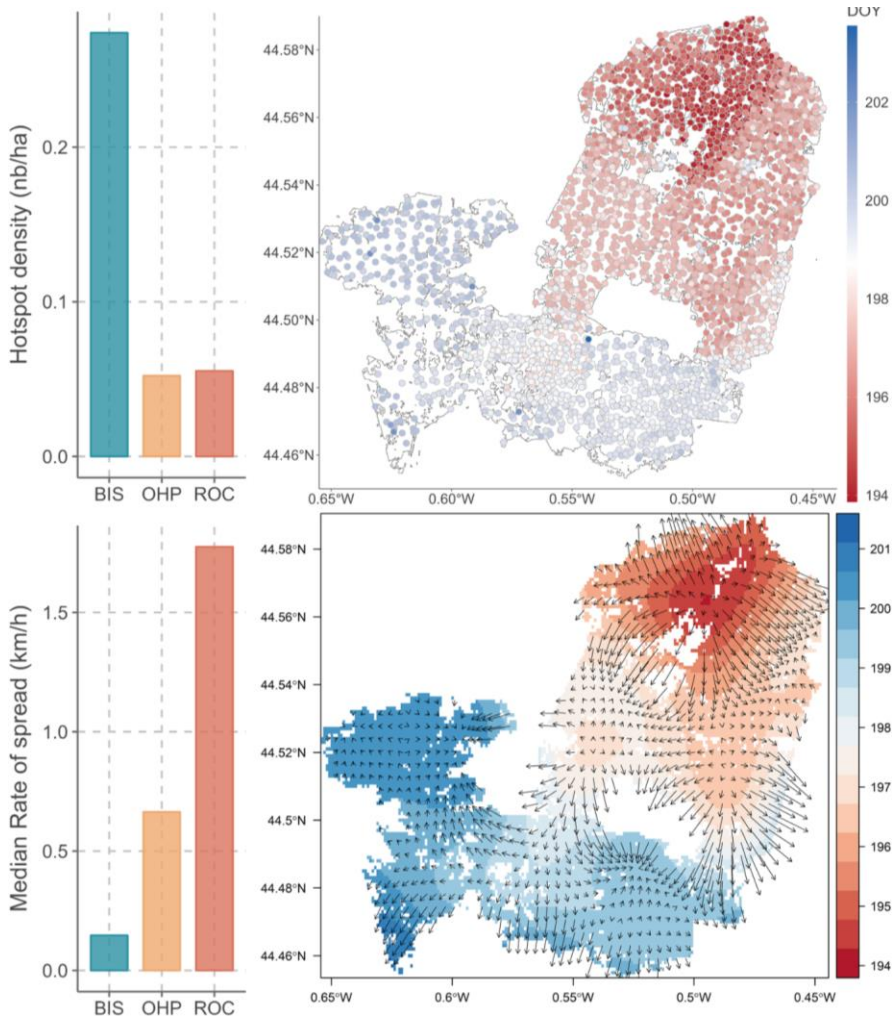 Hotspot density (nb/ha)
0.2
0.1
0.0
BIS OHP ROC
44.58°N
44.56°N
44.54°N
44.52°N
44.50°N
44.48°N
44.46°N
0.65°W 0.60°W 0.55°W 0.50°W 0.45°W
DOY
202
200
198
196
194
Median Rate of spread (km/h)
1.5
1.0
0.5
0.0
BIS OHP ROC
44.58°N
44.56°N
44.54°N
44.52°N
44.5°N
44.48°N
44.46°N
0.65°W 0.6°W 0.55°W 0.5°W 0.45°W
201
200
199
198
197
196
195
194